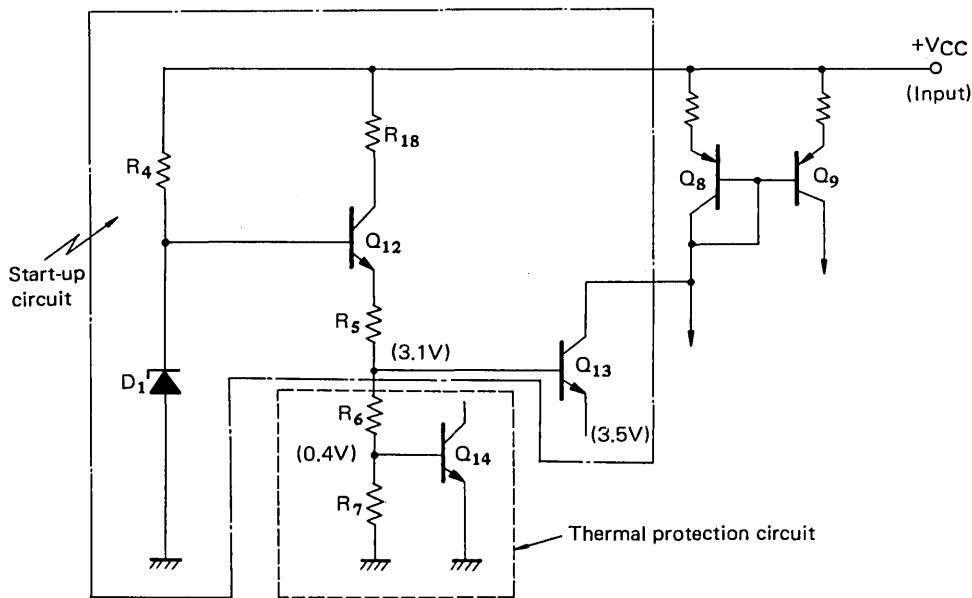 +VCC
(Input)
R18
R4
Q8
Q9
Q12
Start-up
circuit
R5
(3.1V)
Q13
D1
R6
(3.5V)
(0.4V)
Q14
R7
Thermal protection circuit